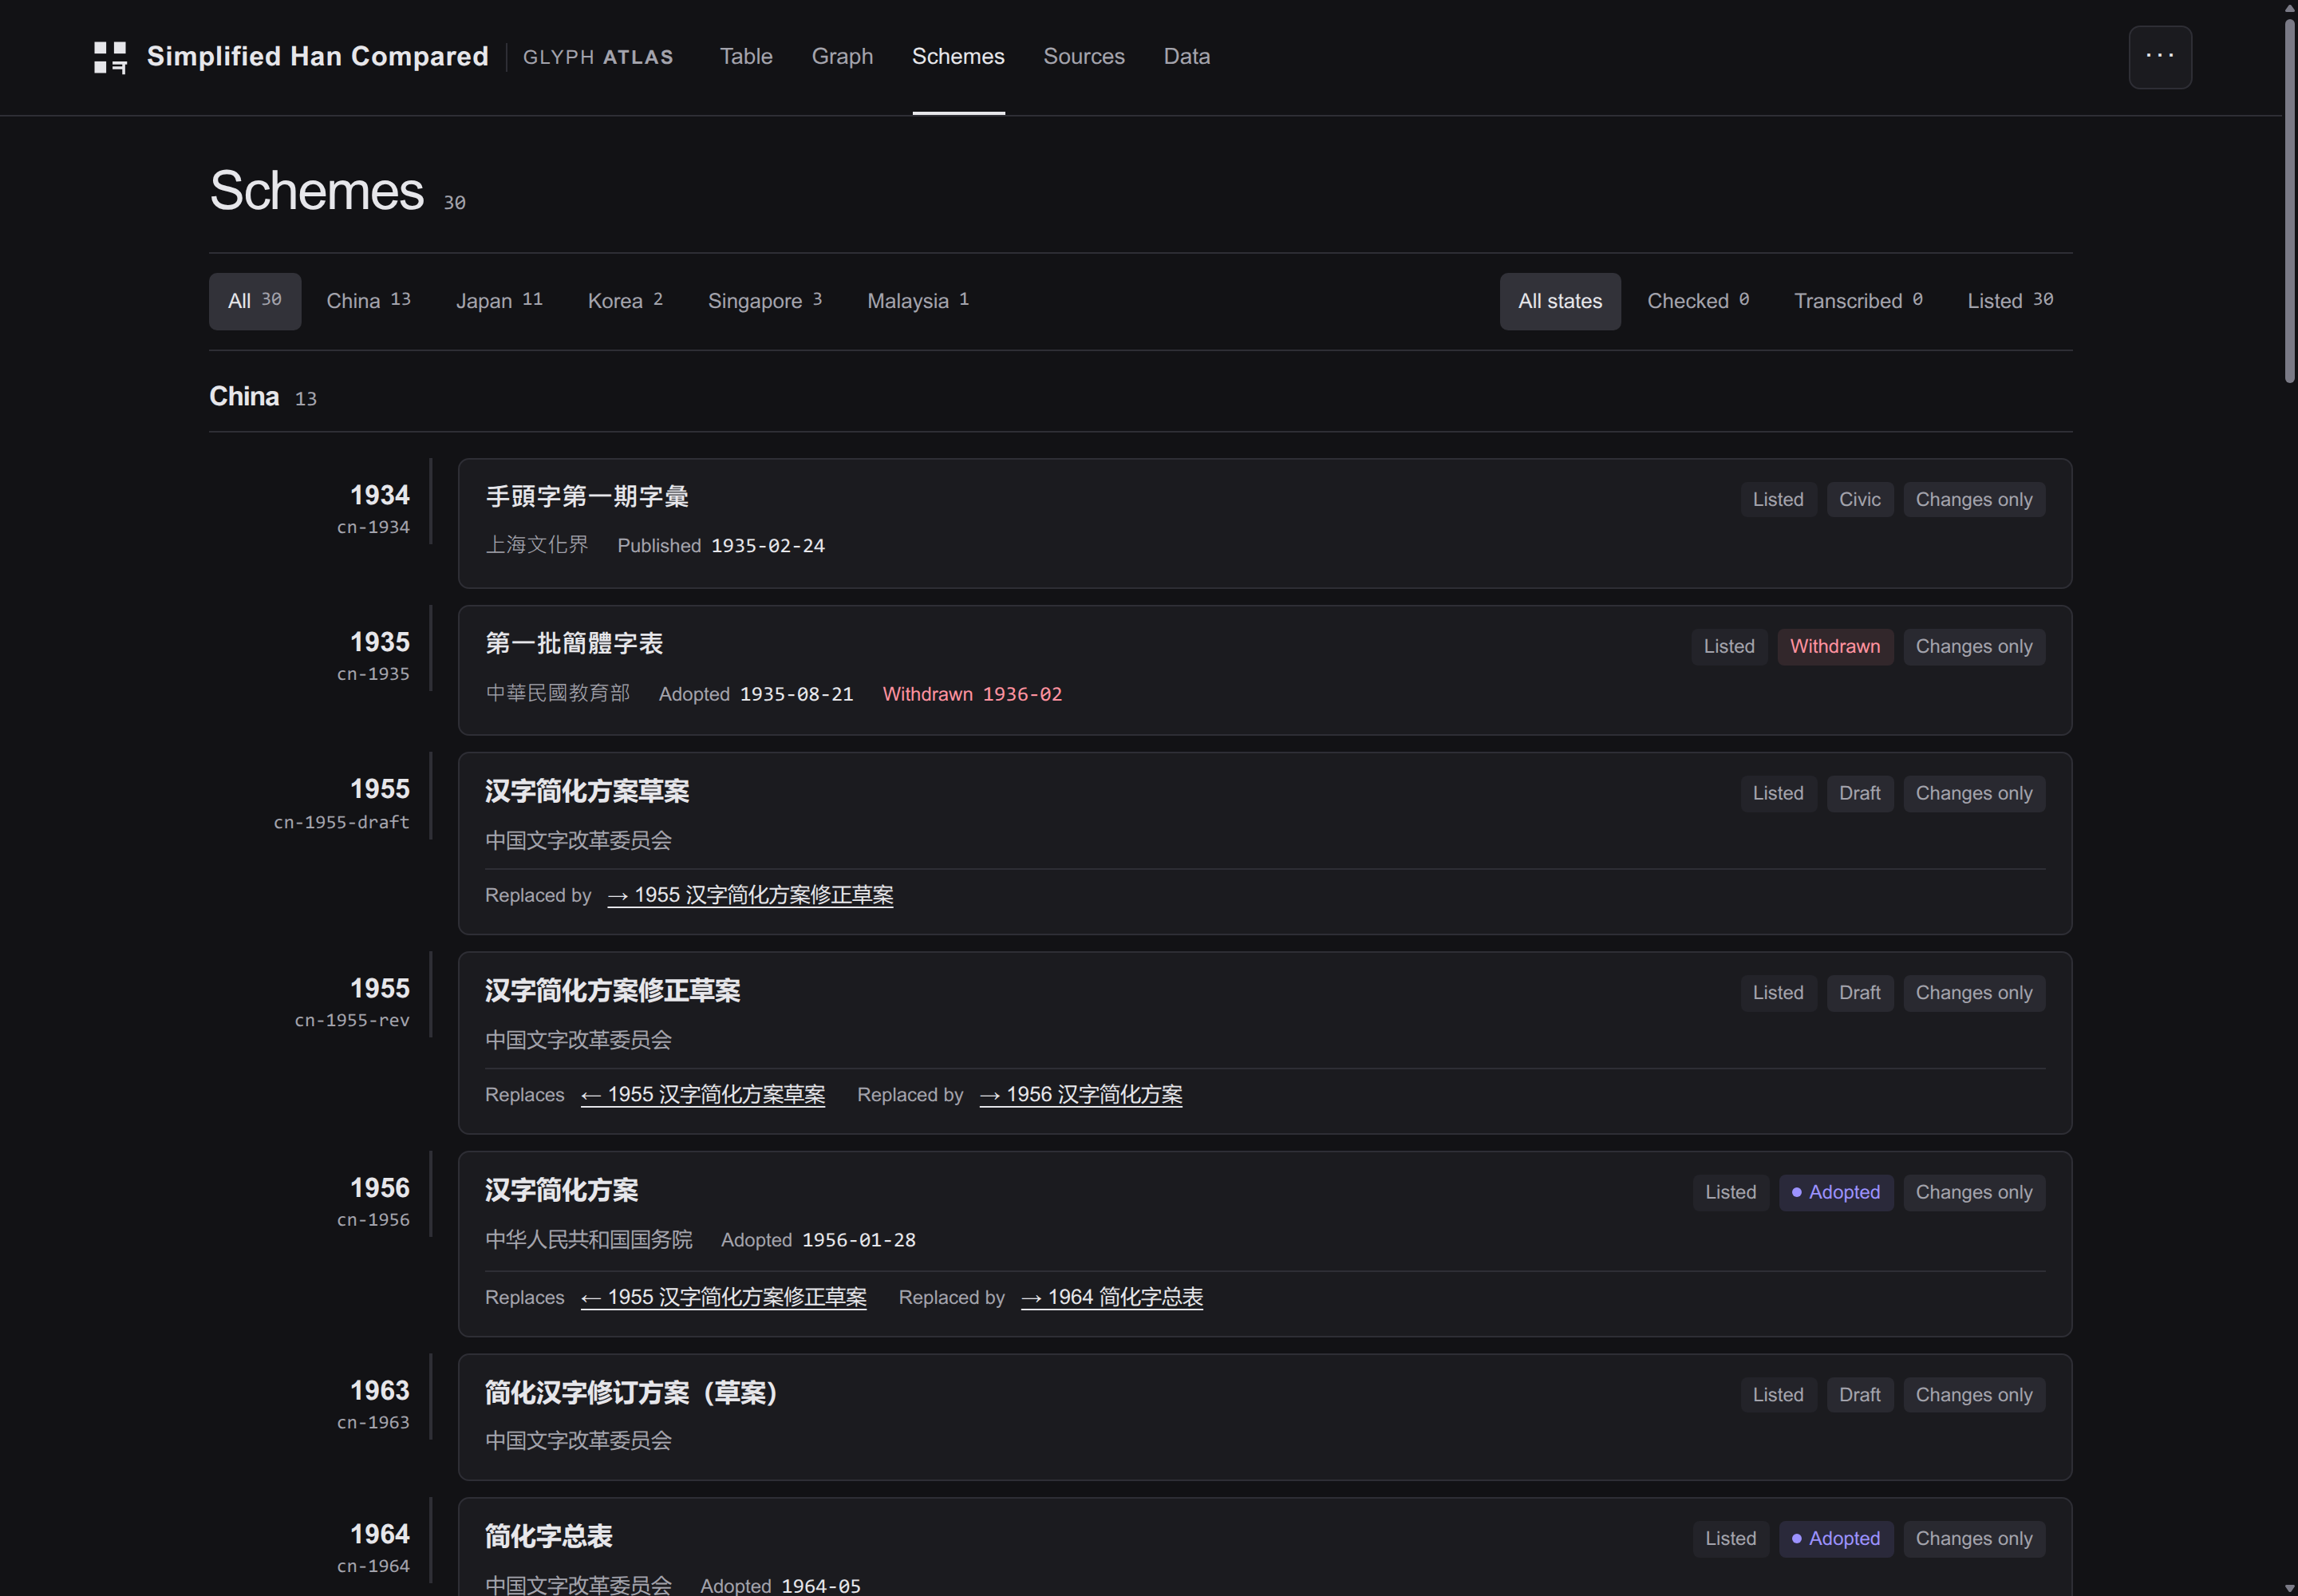 Simplified Han Compared GLYPH ATLAS Table Graph Schemes Sources Data ···
Schemes 30
All 30 China 13 Japan 11 Korea 2 Singapore 3 Malaysia 1 All states Checked 0 Transcribed 0 Listed 30
China 13
1934 手頭字第一期字彙 Listed Civic Changes only
cn-1934 上海文化界 Published 1935-02-24
1935 第一批簡體字表 Listed Withdrawn Changes only
cn-1935 中華民國教育部 Adopted 1935-08-21 Withdrawn 1936-02
1955 汉字简化方案草案 Listed Draft Changes only
cn-1955-draft 中国文字改革委员会
Replaced by → 1955 汉字简化方案修正草案
1955 汉字简化方案修正草案 Listed Draft Changes only
cn-1955-rev 中国文字改革委员会
Replaces ← 1955 汉字简化方案草案 Replaced by → 1956 汉字简化方案
1956 汉字简化方案 Listed Adopted Changes only
cn-1956 中华人民共和国国务院 Adopted 1956-01-28
Replaces ← 1955 汉字简化方案修正草案 Replaced by → 1964 简化字总表
1963 简化汉字修订方案（草案） Listed Draft Changes only
cn-1963 中国文字改革委员会
1964 简化字总表 Listed Adopted Changes only
cn-1964 中国文字改革委员会 Adopted 1964-05